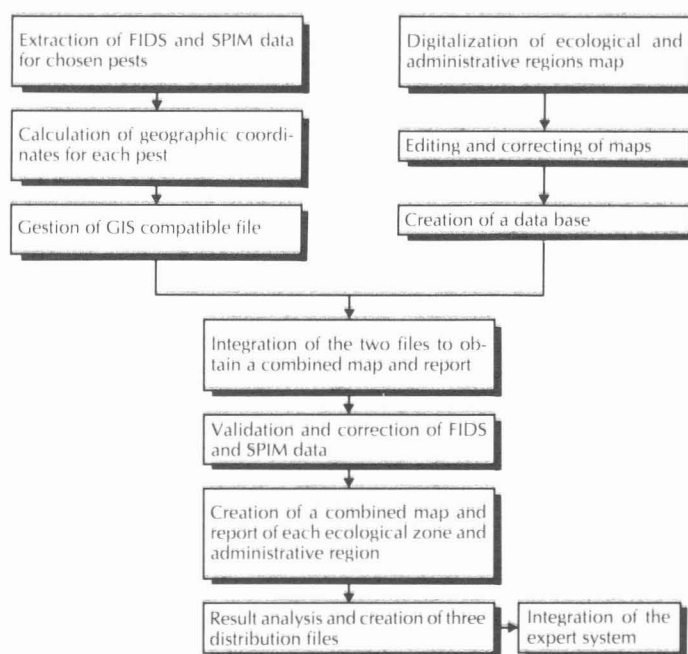 Extraction of FIDS and SPIM data
for chosen pests
Calculation of geographic coordi-
nates for each pest
Gestion of GIS compatible file
Digitalization of ecological and
administrative regions map
Editing and correcting of maps
Creation of a data base
Integration of the two files to ob-
tain a combined map and report
Validation and correction of FIDS
and SPIM data
Creation of a combined map and
report of each ecological zone and
administrative region
Result analysis and creation of three
distribution files
Integration of the
expert system